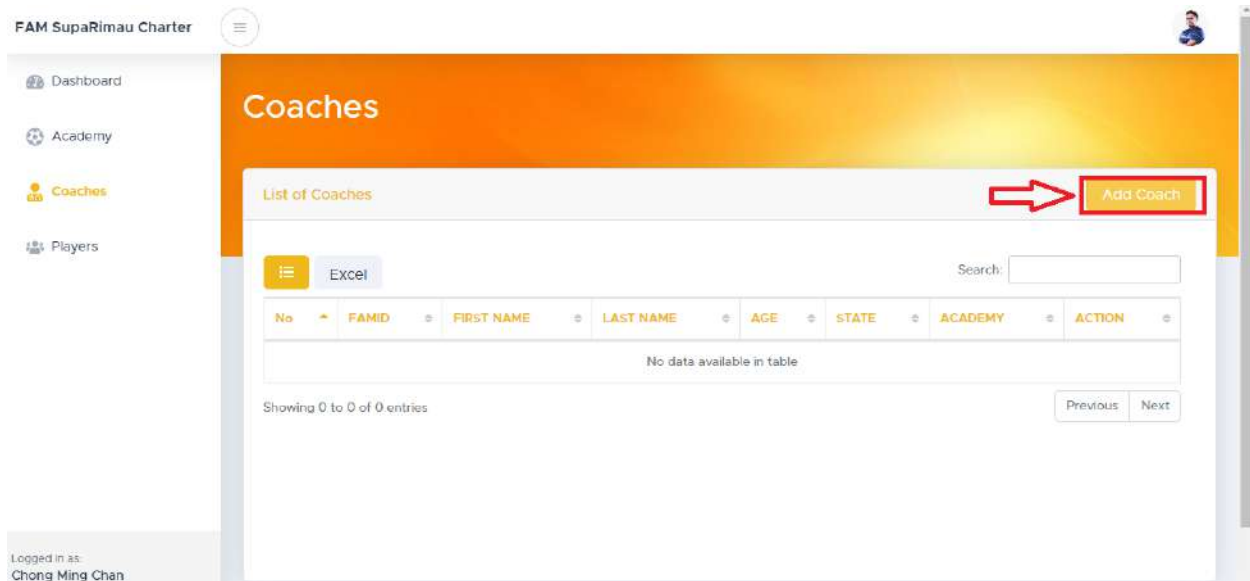 FAM SupaRimau Charter
Dashboard
Academy
Coaches
Players
Coaches
List of Coaches
Add Coach
Excel
Search:
No FAMID FIRST NAME LAST NAME AGE STATE ACADEMY ACTION
No data available in table
Showing 0 to 0 of 0 entries
Previous Next
Logged in as:
Chong Ming Chan